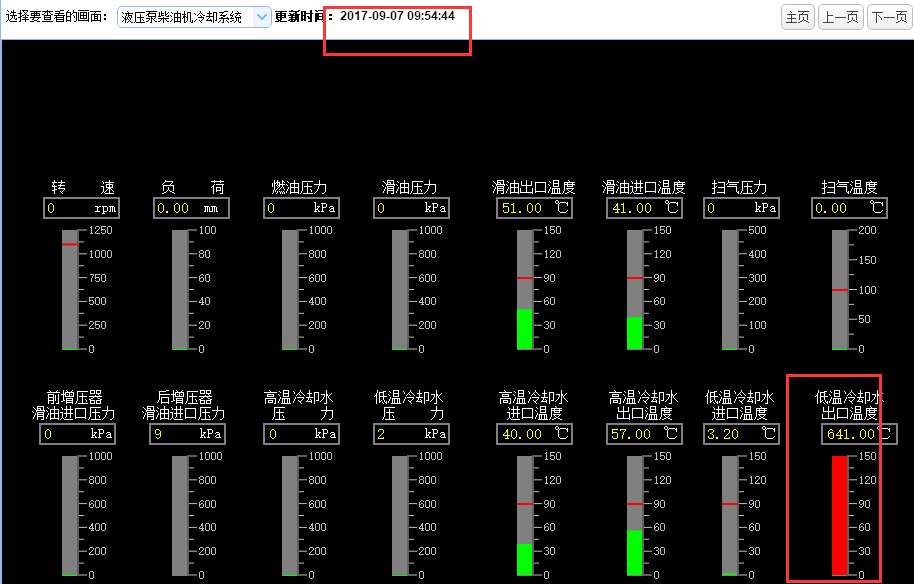 选择要查看的画面： 液压泵柴油机冷却系统 更新时间：2017-09-07 09:54:44 主页 上一页 下一页
转 速 负 荷 燃油压力 滑油压力 滑油出口温度 滑油进口温度 扫气压力 扫气温度
0 rpm 0.00 mm 0 kPa 0 kPa 51.00 ℃ 41.00 ℃ 0 kPa 0.00 ℃
1250 100 1000 1000 150 150 500 200
1000 80 800 800 120 120 400 150
750 60 600 600 90 90 300 100
500 40 400 400 60 60 200 50
250 20 200 200 30 30 100 0
0 0 0 0 0 0 0
前增压器 后增压器 高温冷却水 低温冷却水 高温冷却水 高温冷却水 低温冷却水 低温冷却水
滑油进口压力 滑油进口压力 压 力 压 力 进口温度 出口温度 进口温度 出口温度
0 kPa 9 kPa 0 kPa 2 kPa 40.00 ℃ 57.00 ℃ 3.20 ℃ 641.00℃
1000 1000 1000 1000 150 150 150 150
800 800 800 800 120 120 120 120
600 600 600 600 90 90 90 90
400 400 400 400 60 60 60 60
200 200 200 200 30 30 30 30
0 0 0 0 0 0 0 0